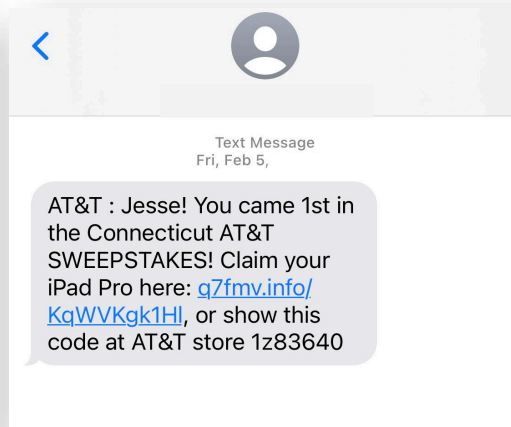 Text Message
Fri, Feb 5,
AT&T : Jesse! You came 1st in
the Connecticut AT&T
SWEEPSTAKES! Claim your
iPad Pro here: q7fmv.info/
KqWVKgk1Hl, or show this
code at AT&T store 1z83640